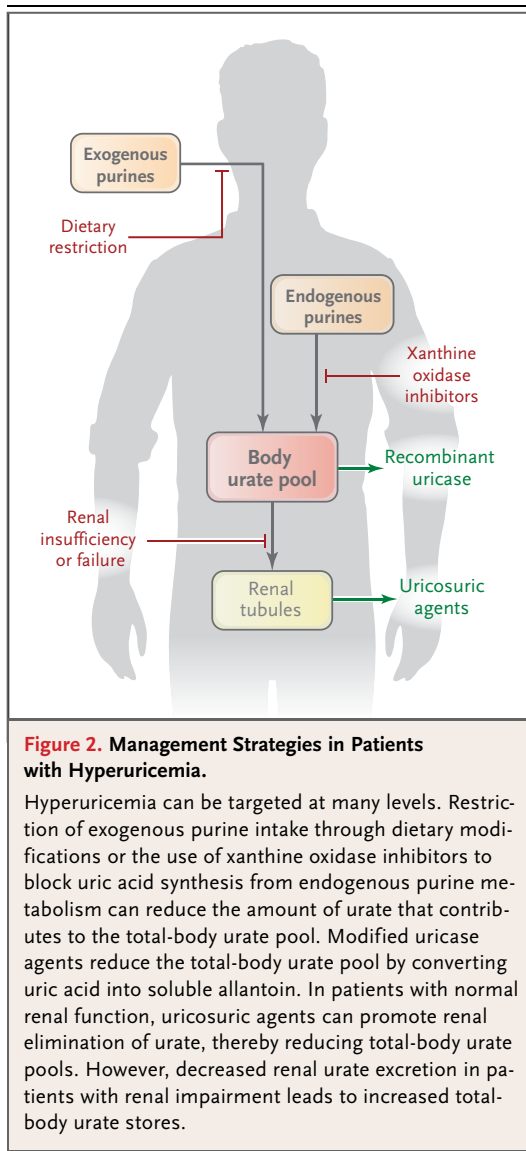 Exogenous
purines
Dietary
restriction
Endogenous
purines
Xanthine
oxidase
inhibitors
Body
urate pool
Recombinant
uricase
Renal
insufficiency
or failure
Renal
tubules
Uricosuric
agents
Figure 2. Management Strategies in Patients
with Hyperuricemia.
Hyperuricemia can be targeted at many levels. Restric-
tion of exogenous purine intake through dietary modi-
fications or the use of xanthine oxidase inhibitors to
block uric acid synthesis from endogenous purine me-
tabolism can reduce the amount of urate that contrib-
utes to the total-body urate pool. Modified uricase
agents reduce the total-body urate pool by converting
uric acid into soluble allantoin. In patients with normal
renal function, uricosuric agents can promote renal
elimination of urate, thereby reducing total-body urate
pools. However, decreased renal urate excretion in pa-
tients with renal impairment leads to increased total-
body urate stores.